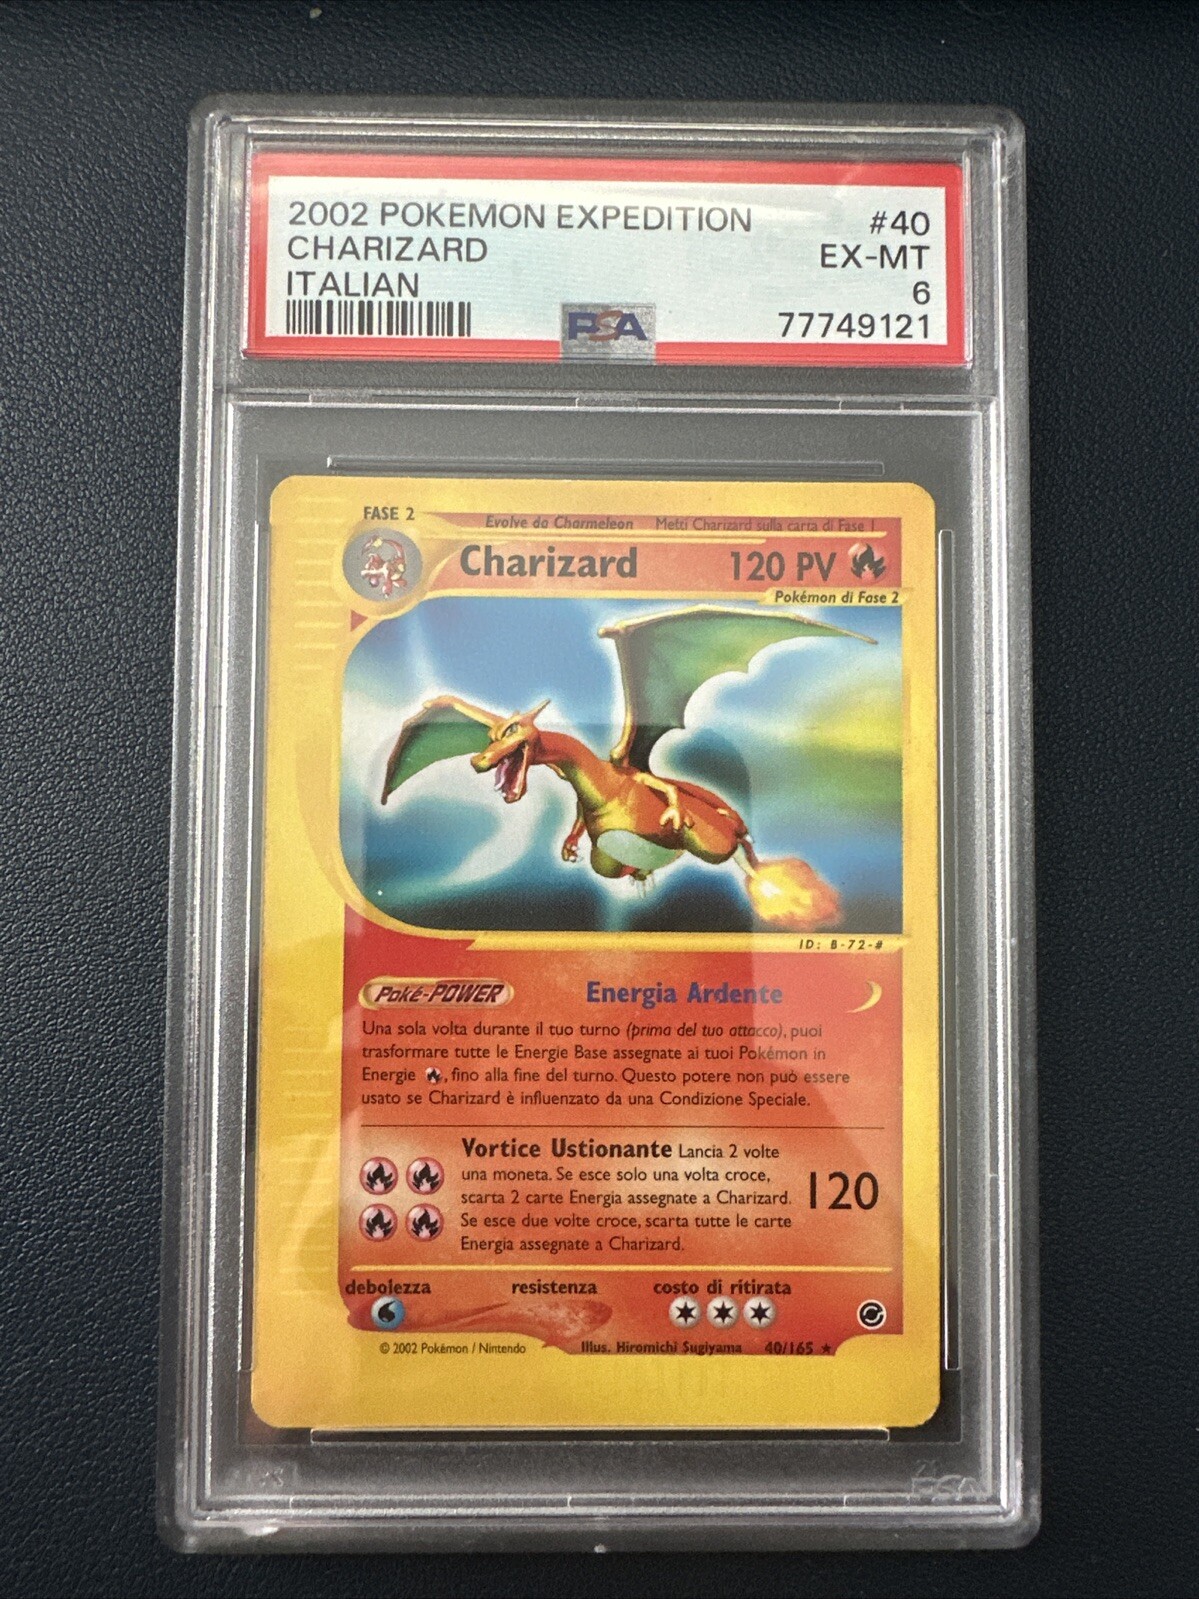 2002 POKEMON EXPEDITION #40
CHARIZARD EX-MT
ITALIAN 6
PSA 77749121
FASE 2 Evolve da Charmeleon Metti Charizard sulla carta di Fase 1
Charizard 120 PV
Pokémon di Fase 2
ID: B-72-#
Poké-POWER Energia Ardente
Una sola volta durante il tuo turno (prima del tuo attacco), puoi
trasformare tutte le Energie Base assegnate ai tuoi Pokémon in
Energie , fino alla fine del turno. Questo potere non può essere
usato se Charizard è influenzato da una Condizione Speciale.
Vortice Ustionante Lancia 2 volte
una moneta. Se esce solo una volta croce,
scarta 2 carte Energia assegnate a Charizard. 120
Se esce due volte croce, scarta tutte le carte
Energia assegnate a Charizard.
debolezza resistenza costo di ritirata
© 2002 Pokémon / Nintendo Illus. Hiromichi Sugiyama 40/165 ★
PSA